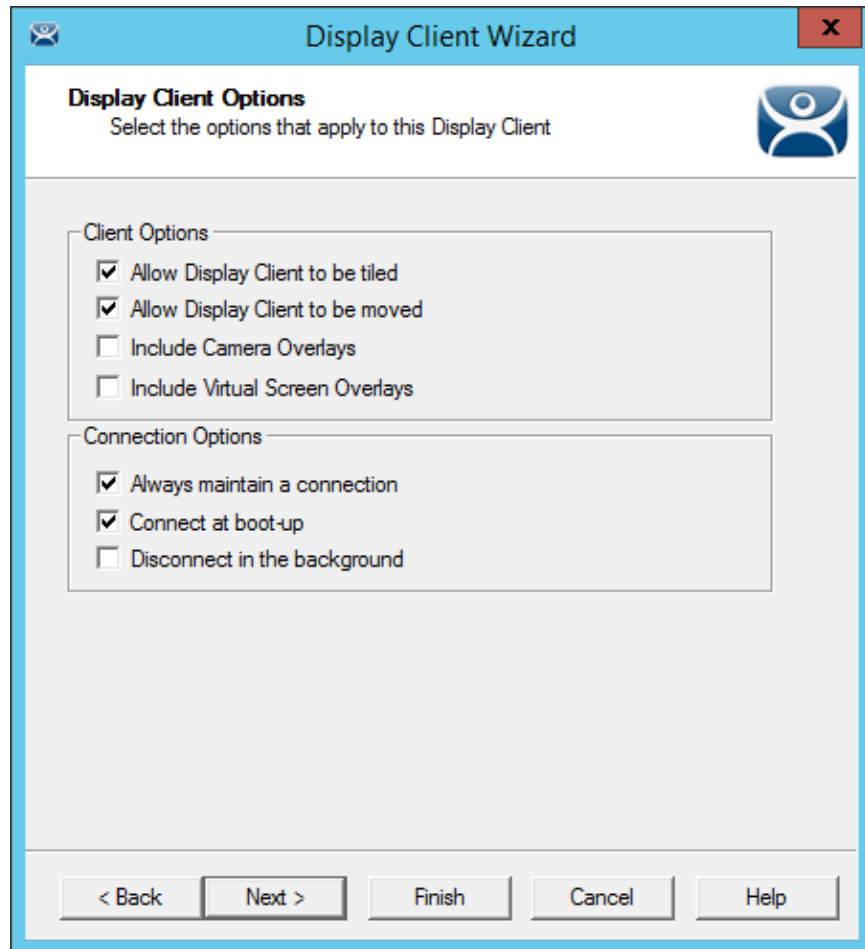 Display Client Wizard
x
Display Client Options
Select the options that apply to this Display Client
Client Options
Allow Display Client to be tiled
Allow Display Client to be moved
Include Camera Overlays
Include Virtual Screen Overlays
Connection Options
Always maintain a connection
Connect at boot-up
Disconnect in the background
< Back Next > Finish Cancel Help